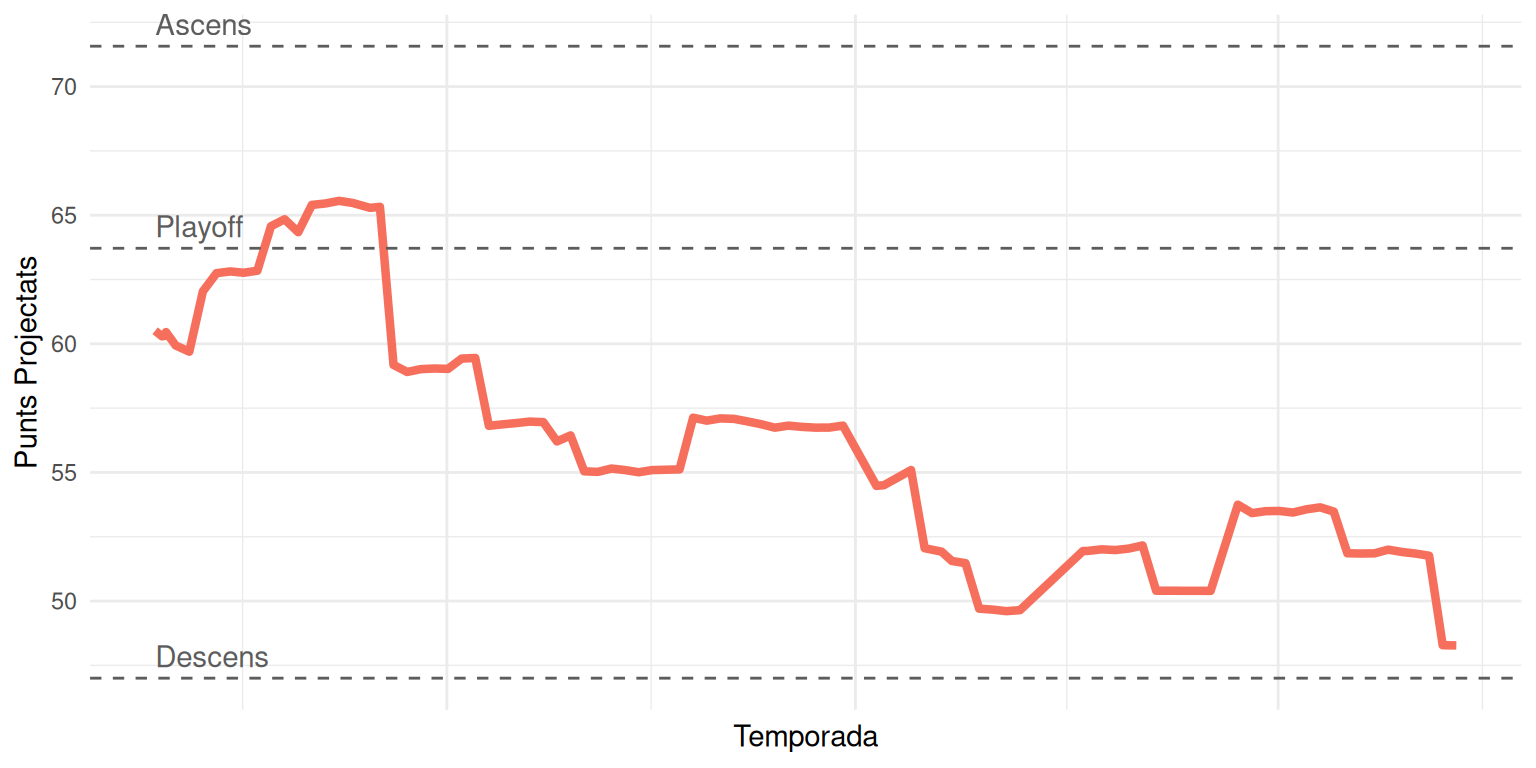 Ascens
70
65
Playoff
60
55
50
Descens
Punts Projectats
Temporada